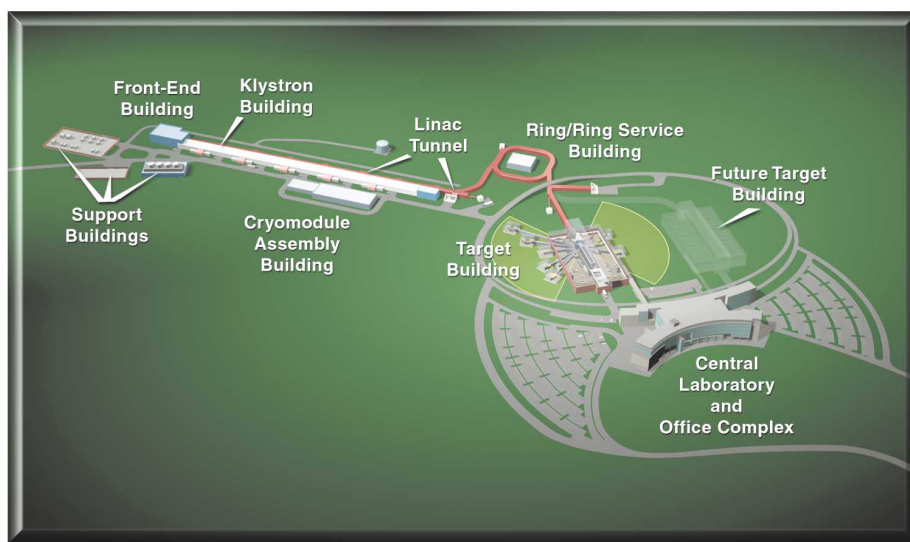 Front-End
Building
Klystron
Building
Linac
Tunnel
Ring/Ring Service
Building
Future Target
Building
Support
Buildings
Cryomodule
Assembly
Building
Target
Building
Central
Laboratory
and
Office Complex